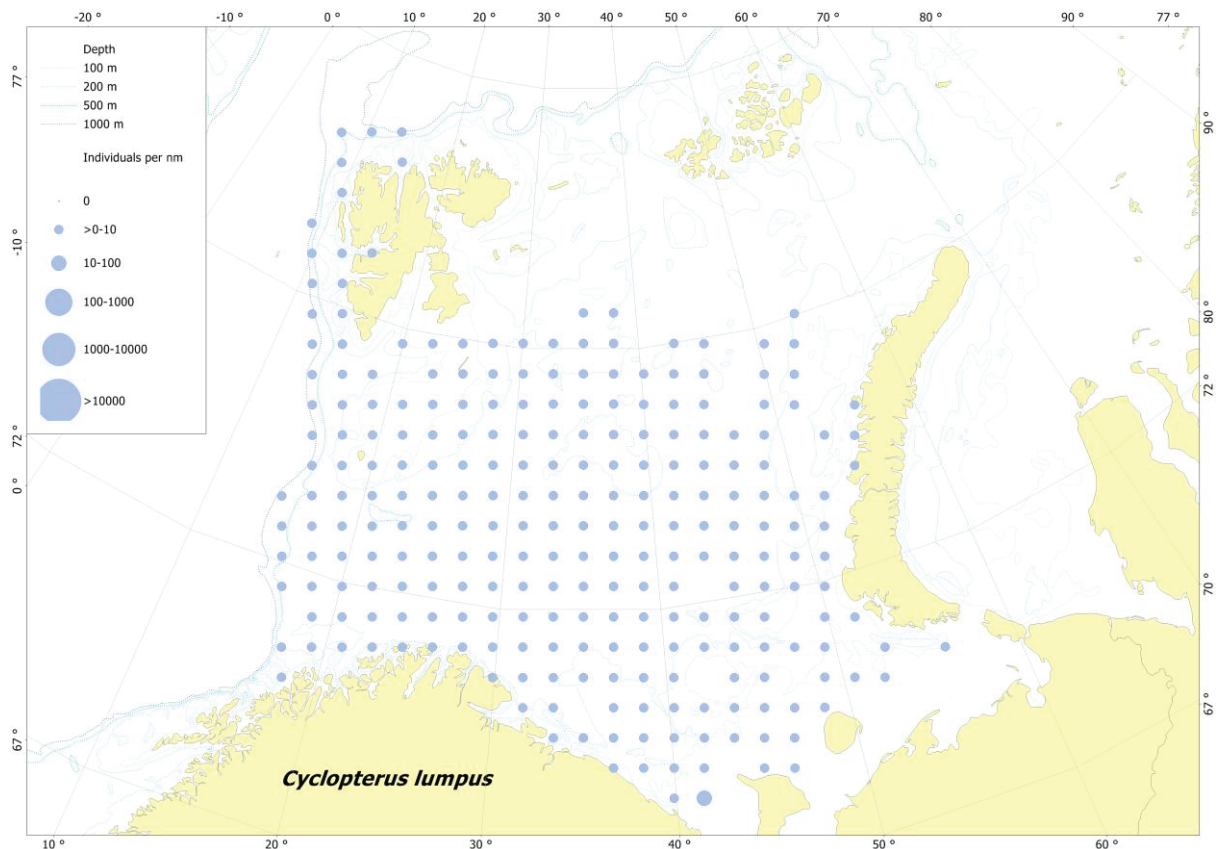 -20 ° -10 ° 0 ° 10 ° 20 ° 30 ° 40 ° 50 ° 60 ° 70 ° 80 ° 90 ° 77 °
Depth
100 m
200 m
500 m
1000 m
Individuals per nm
0
>0-10
10-100
100-1000
1000-10000
>10000
77 °
-10 °
72 °
0 °
67 °
90 °
80 °
72 °
70 °
67 °
Cyclopterus lumpus
10 ° 20 ° 30 ° 40 ° 50 ° 60 °